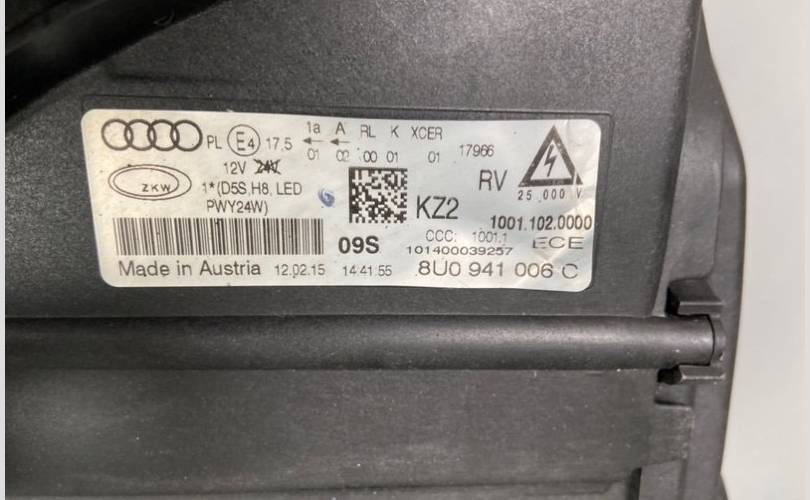 1a A RL K XCER
PL E4 17,5 01 02 00 01 01 17966
12V 24V
ZKW
1*(D5S,H8, LED
PWY24W)
KZ2
RV
25.000 V
1001.102.0000
09S
CCC: 1001.1
ECE
101400039257
Made in Austria 12.02.15 14:41:55 8U0 941 006 C